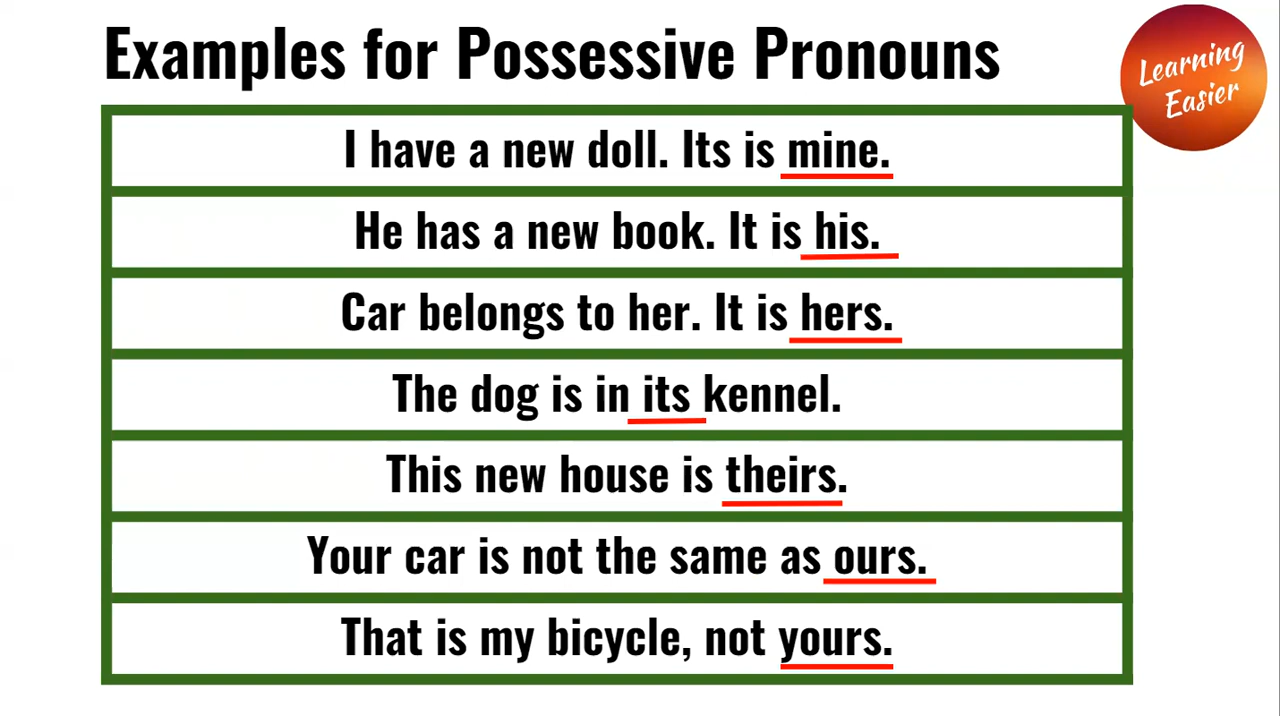 Examples for Possessive Pronouns
Learning
Easier
I have a new doll. Its is mine.
He has a new book. It is his.
Car belongs to her. It is hers.
The dog is in its kennel.
This new house is theirs.
Your car is not the same as ours.
That is my bicycle, not yours.